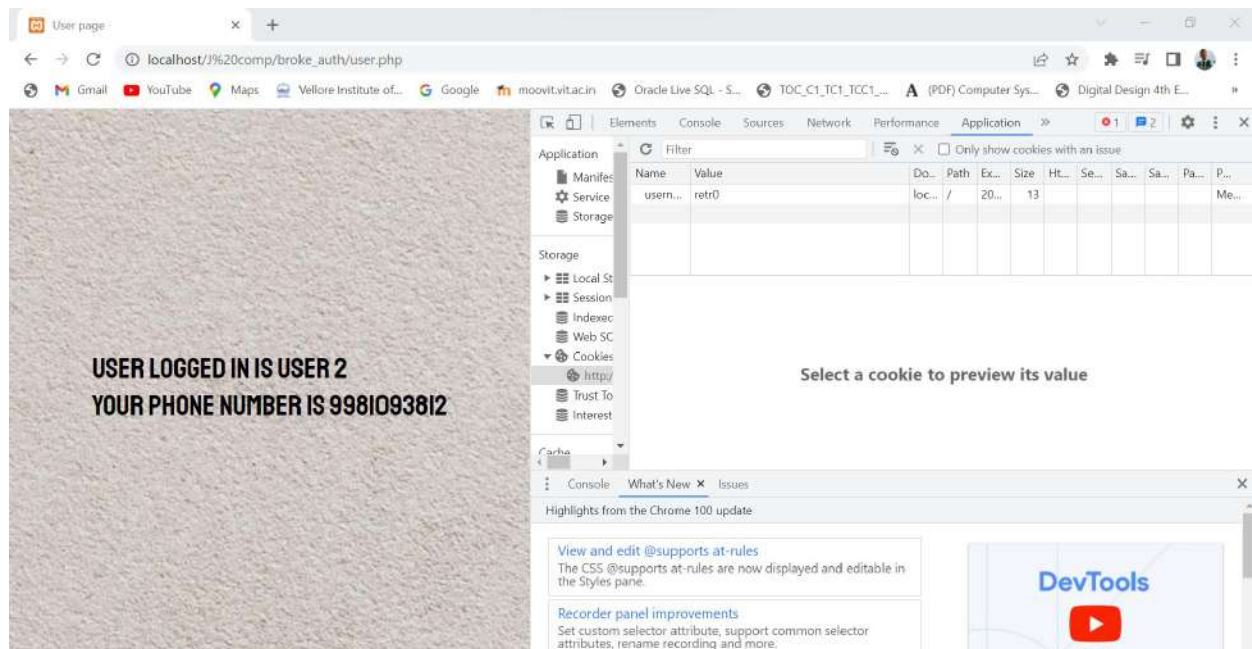 User page
localhost/J%20comp/broke_auth/user.php
Gmail YouTube Maps Vellore Institute of... Google moovit.vit.ac.in Oracle Live SQL - S... TOC_C1_TC1_TCC1_... (PDF) Computer Sys... Digital Design 4th E...
USER LOGGED IN IS USER 2
YOUR PHONE NUMBER IS 9981093812
Elements Console Sources Network Performance Application 1 2
Application
Manifes
Service
Storage
Storage
Local St
Session
Indexec
Web SC
Cookies
http:/
Trust To
Interest
Cache
Filter Only show cookies with an issue
Name Value Do... Path Ex... Size Ht... Se... Sa... Sa... Pa... P...
usern... retr0 loc... / 20... 13 Me...
Select a cookie to preview its value
Console What's New Issues
Highlights from the Chrome 100 update
View and edit @supports at-rules
The CSS @supports at-rules are now displayed and editable in
the Styles pane.
Recorder panel improvements
Set custom selector attribute, support common selector
attributes, rename recording and more.
DevTools